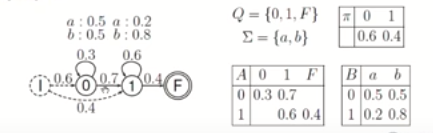 a : 0.5 a : 0.2
b : 0.5 b : 0.8
0.3 0.6
I 0.6 0 0.7 1 0.4 F
0.4
Q = {0, 1, F}
Σ = {a, b}
π 0 1
0.6 0.4
A 0 1 F
0 0.3 0.7
1 0.6 0.4
B a b
0 0.5 0.5
1 0.2 0.8